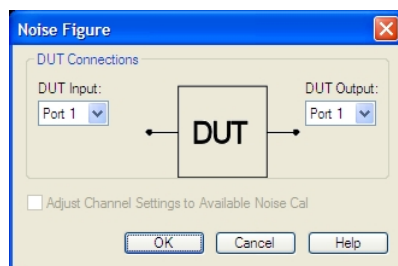 Noise Figure
DUT Connections
DUT Input:
DUT Output:
Port 1
Port 1
DUT
Adjust Channel Settings to Available Noise Cal
OK
Cancel
Help